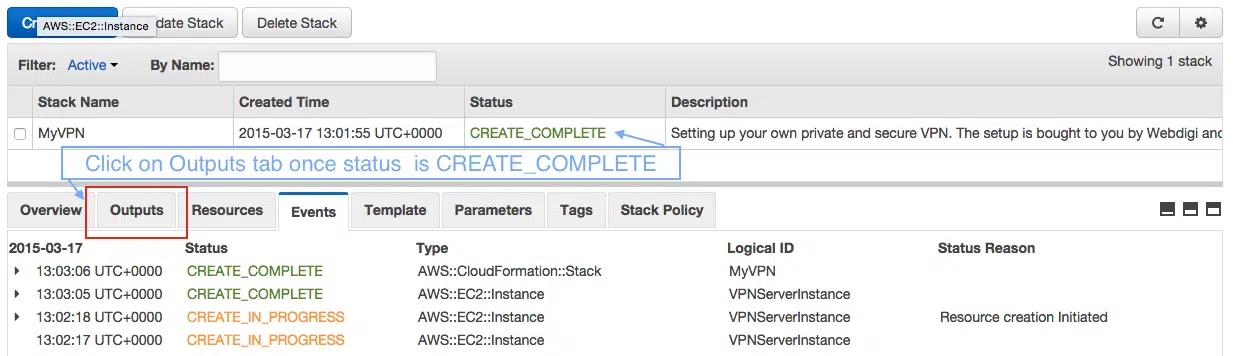 Cr
AWS::EC2::Instance
date Stack
Delete Stack
Filter: Active By Name:
Showing 1 stack
Stack Name Created Time Status Description
MyVPN 2015-03-17 13:01:55 UTC+0000 CREATE_COMPLETE Setting up your own private and secure VPN. The setup is bought to you by Webdigi and
Click on Outputs tab once status is CREATE_COMPLETE
Overview Outputs Resources Events Template Parameters Tags Stack Policy
2015-03-17 Status Type Logical ID Status Reason
13:03:06 UTC+0000 CREATE_COMPLETE AWS::CloudFormation::Stack MyVPN
13:03:05 UTC+0000 CREATE_COMPLETE AWS::EC2::Instance VPNServerInstance
13:02:18 UTC+0000 CREATE_IN_PROGRESS AWS::EC2::Instance VPNServerInstance Resource creation Initiated
13:02:17 UTC+0000 CREATE_IN_PROGRESS AWS::EC2::Instance VPNServerInstance